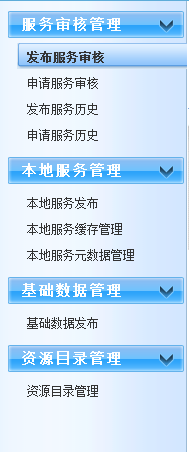 服务审核管理
发布服务审核
申请服务审核
发布服务历史
申请服务历史
本地服务管理
本地服务发布
本地服务缓存管理
本地服务元数据管理
基础数据管理
基础数据发布
资源目录管理
资源目录管理